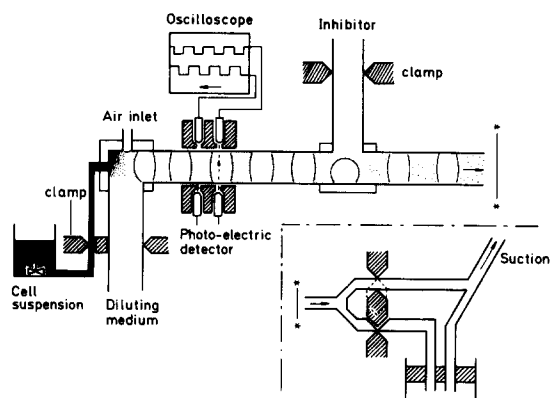 Oscilloscope
Inhibitor
clamp
Air inlet
clamp
Photo-electric
detector
Cell
suspension
Diluting
medium
Suction